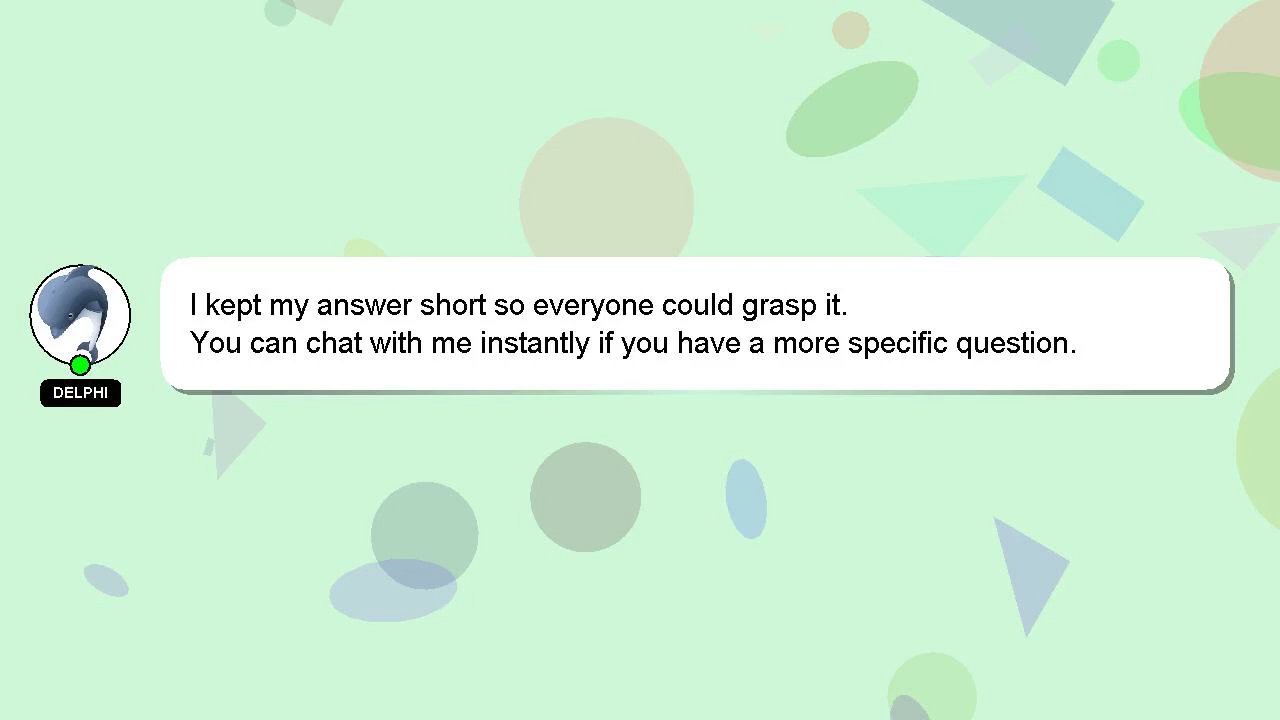 I kept my answer short so everyone could grasp it.
You can chat with me instantly if you have a more specific question.
DELPHI